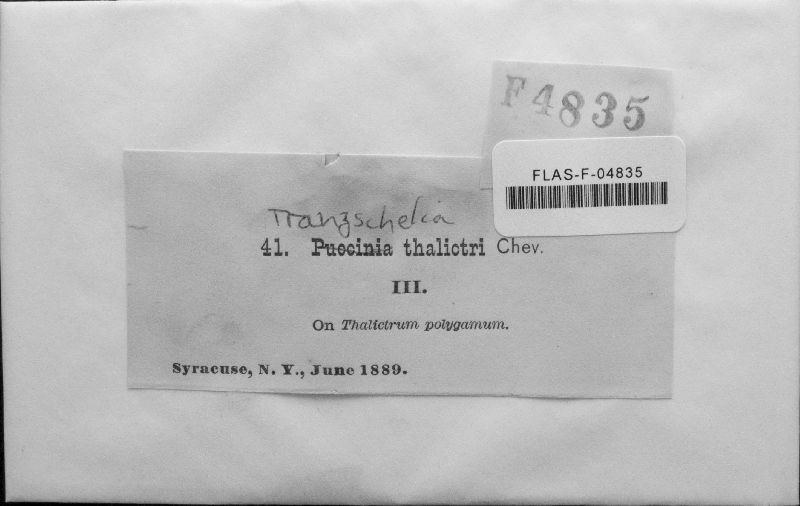 F4835
FLAS-F-04835
Tranzschelia
41. Puccinia thalictri Chev.
III.
On Thalictrum polygamum.
Syracuse, N. Y., June 1889.